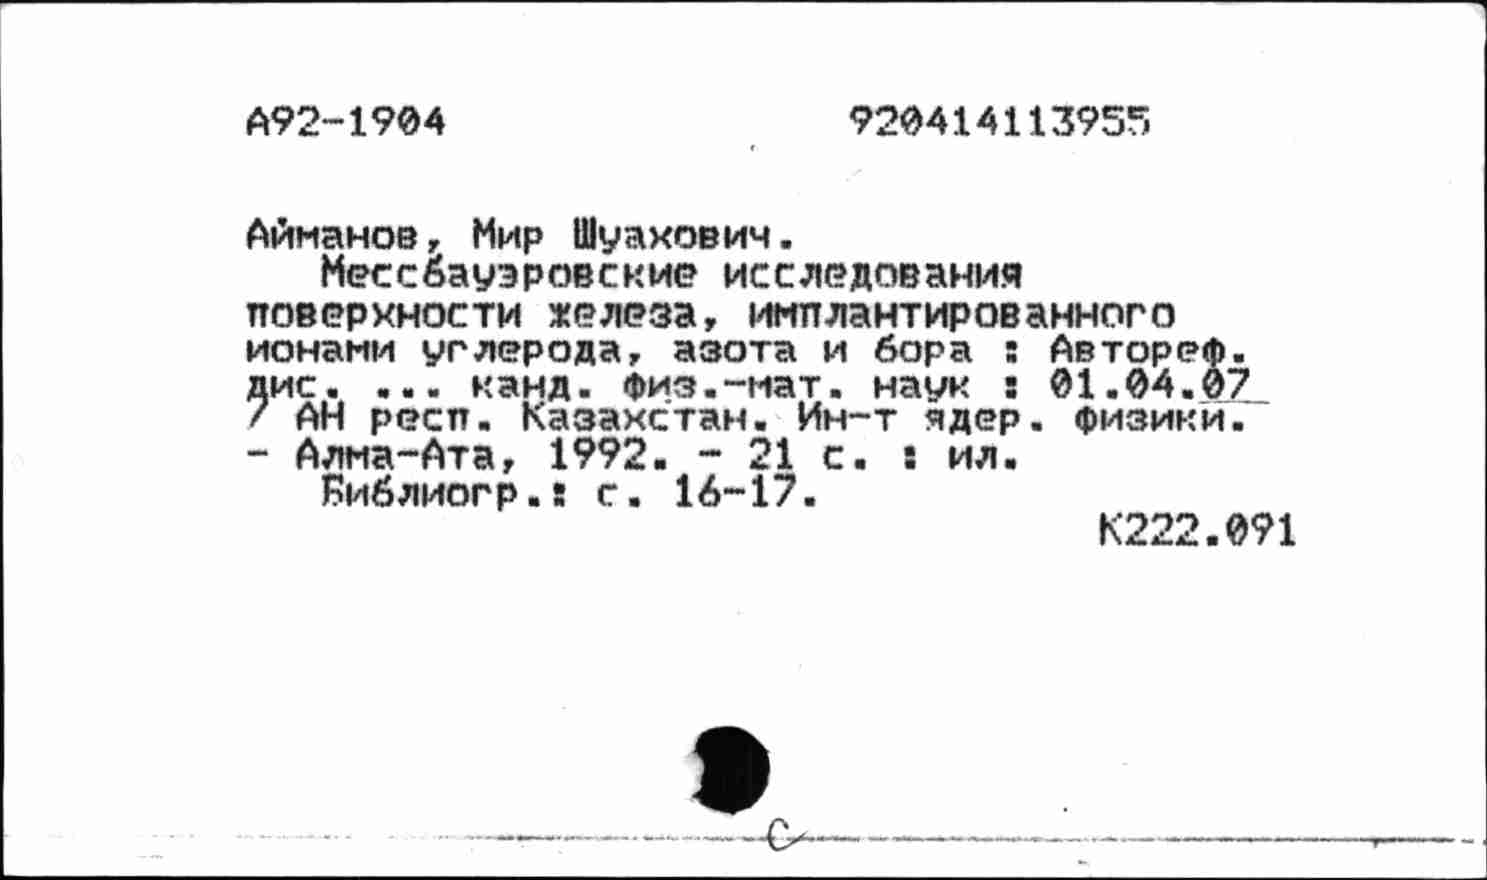 А92-1904 920414113955
Айманов, Мир Шуахович.
Мессбауэровские исследования
поверхности железа, имплантированного
ионами углерода, азота и бора : Автореф.
дис. ... канд. физ.-мат. наук : 01.04.07
/ АН респ. Казахстан. Ин-т ядер. физики.
- Алма-Ата, 1992. - 21 с. : ил.
Библиогр.: с. 16-17.
К222.091
С